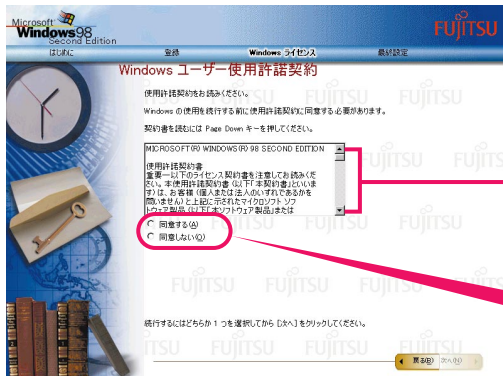 Microsoft
Windows98
Second Edition
FUJITSU
はじめに 登録 Windows ライセンス 最終設定
Windows ユーザー使用許諾契約
使用許諾契約をお読みください。
Windows の使用を続行する前に使用許諾契約に同意する必要があります。
契約書を読むには Page Down キーを押してください。
MICROSOFT(R) WINDOWS(R) 98 SECOND EDITION
使用許諾契約書
重要－以下のライセンス契約書を注意してお読みくだ
さい。本使用許諾契約書（以下｢本契約書｣といいま
す）は、お客様（個人または法人のいずれであるかを
問いません）と上記に示されたマイクロソフト ソフ
トウェア製品（以下｢本ソフトウェア製品｣または
同意する(A)
同意しない(D)
続行するにはどちらか 1 つを選択してから [次へ] をクリックしてください。
戻る(B) 次へ(N)
FUJITSU FUJITSU FUJITSU
FUJITSU FUJITSU
FUJITSU FUJITSU FUJITSU
FUJITSU FUJITSU FUJITSU